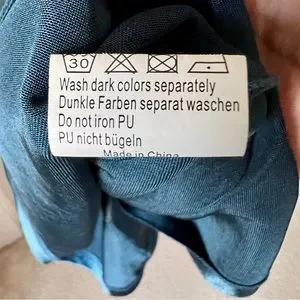 30
Wash dark colors separately
Dunkle Farben separat waschen
Do not iron PU
PU nicht bügeln
Made in China